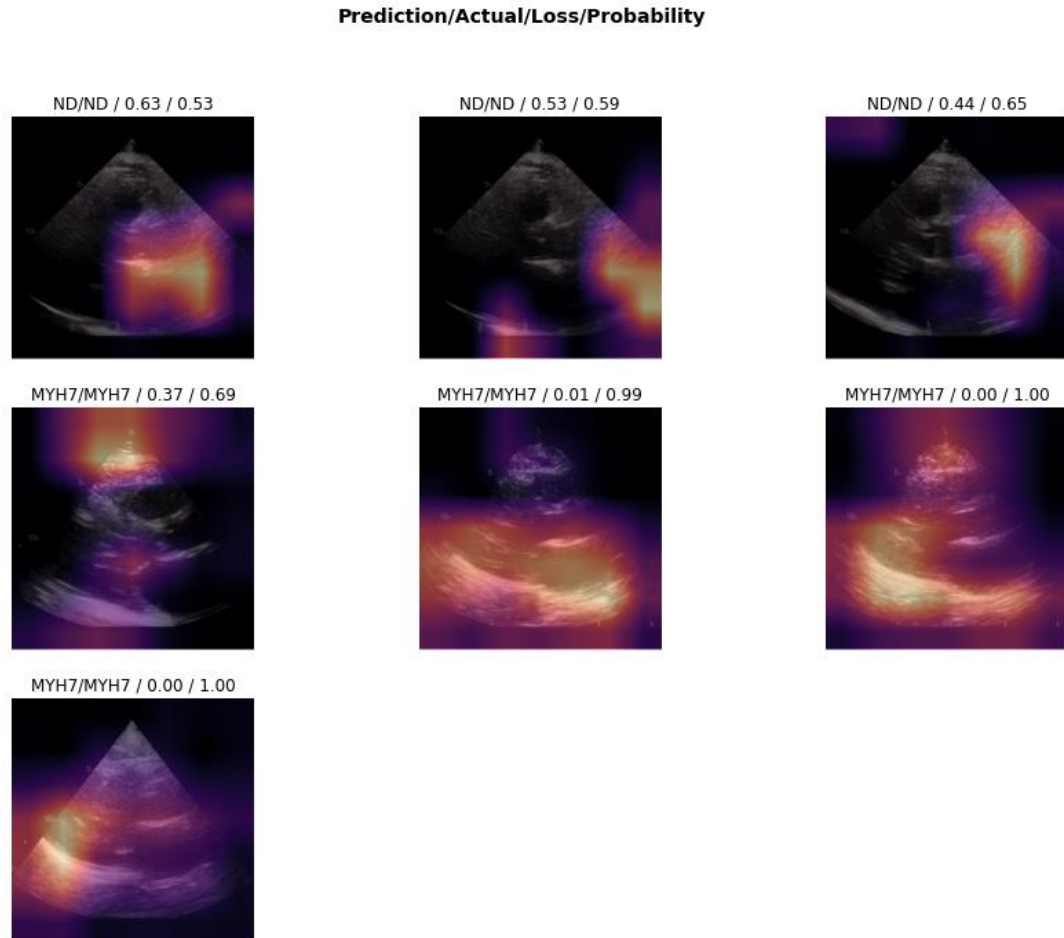 Prediction/Actual/Loss/Probability
ND/ND / 0.63 / 0.53
ND/ND / 0.53 / 0.59
ND/ND / 0.44 / 0.65
MYH7/MYH7 / 0.37 / 0.69
MYH7/MYH7 / 0.01 / 0.99
MYH7/MYH7 / 0.00 / 1.00
MYH7/MYH7 / 0.00 / 1.00